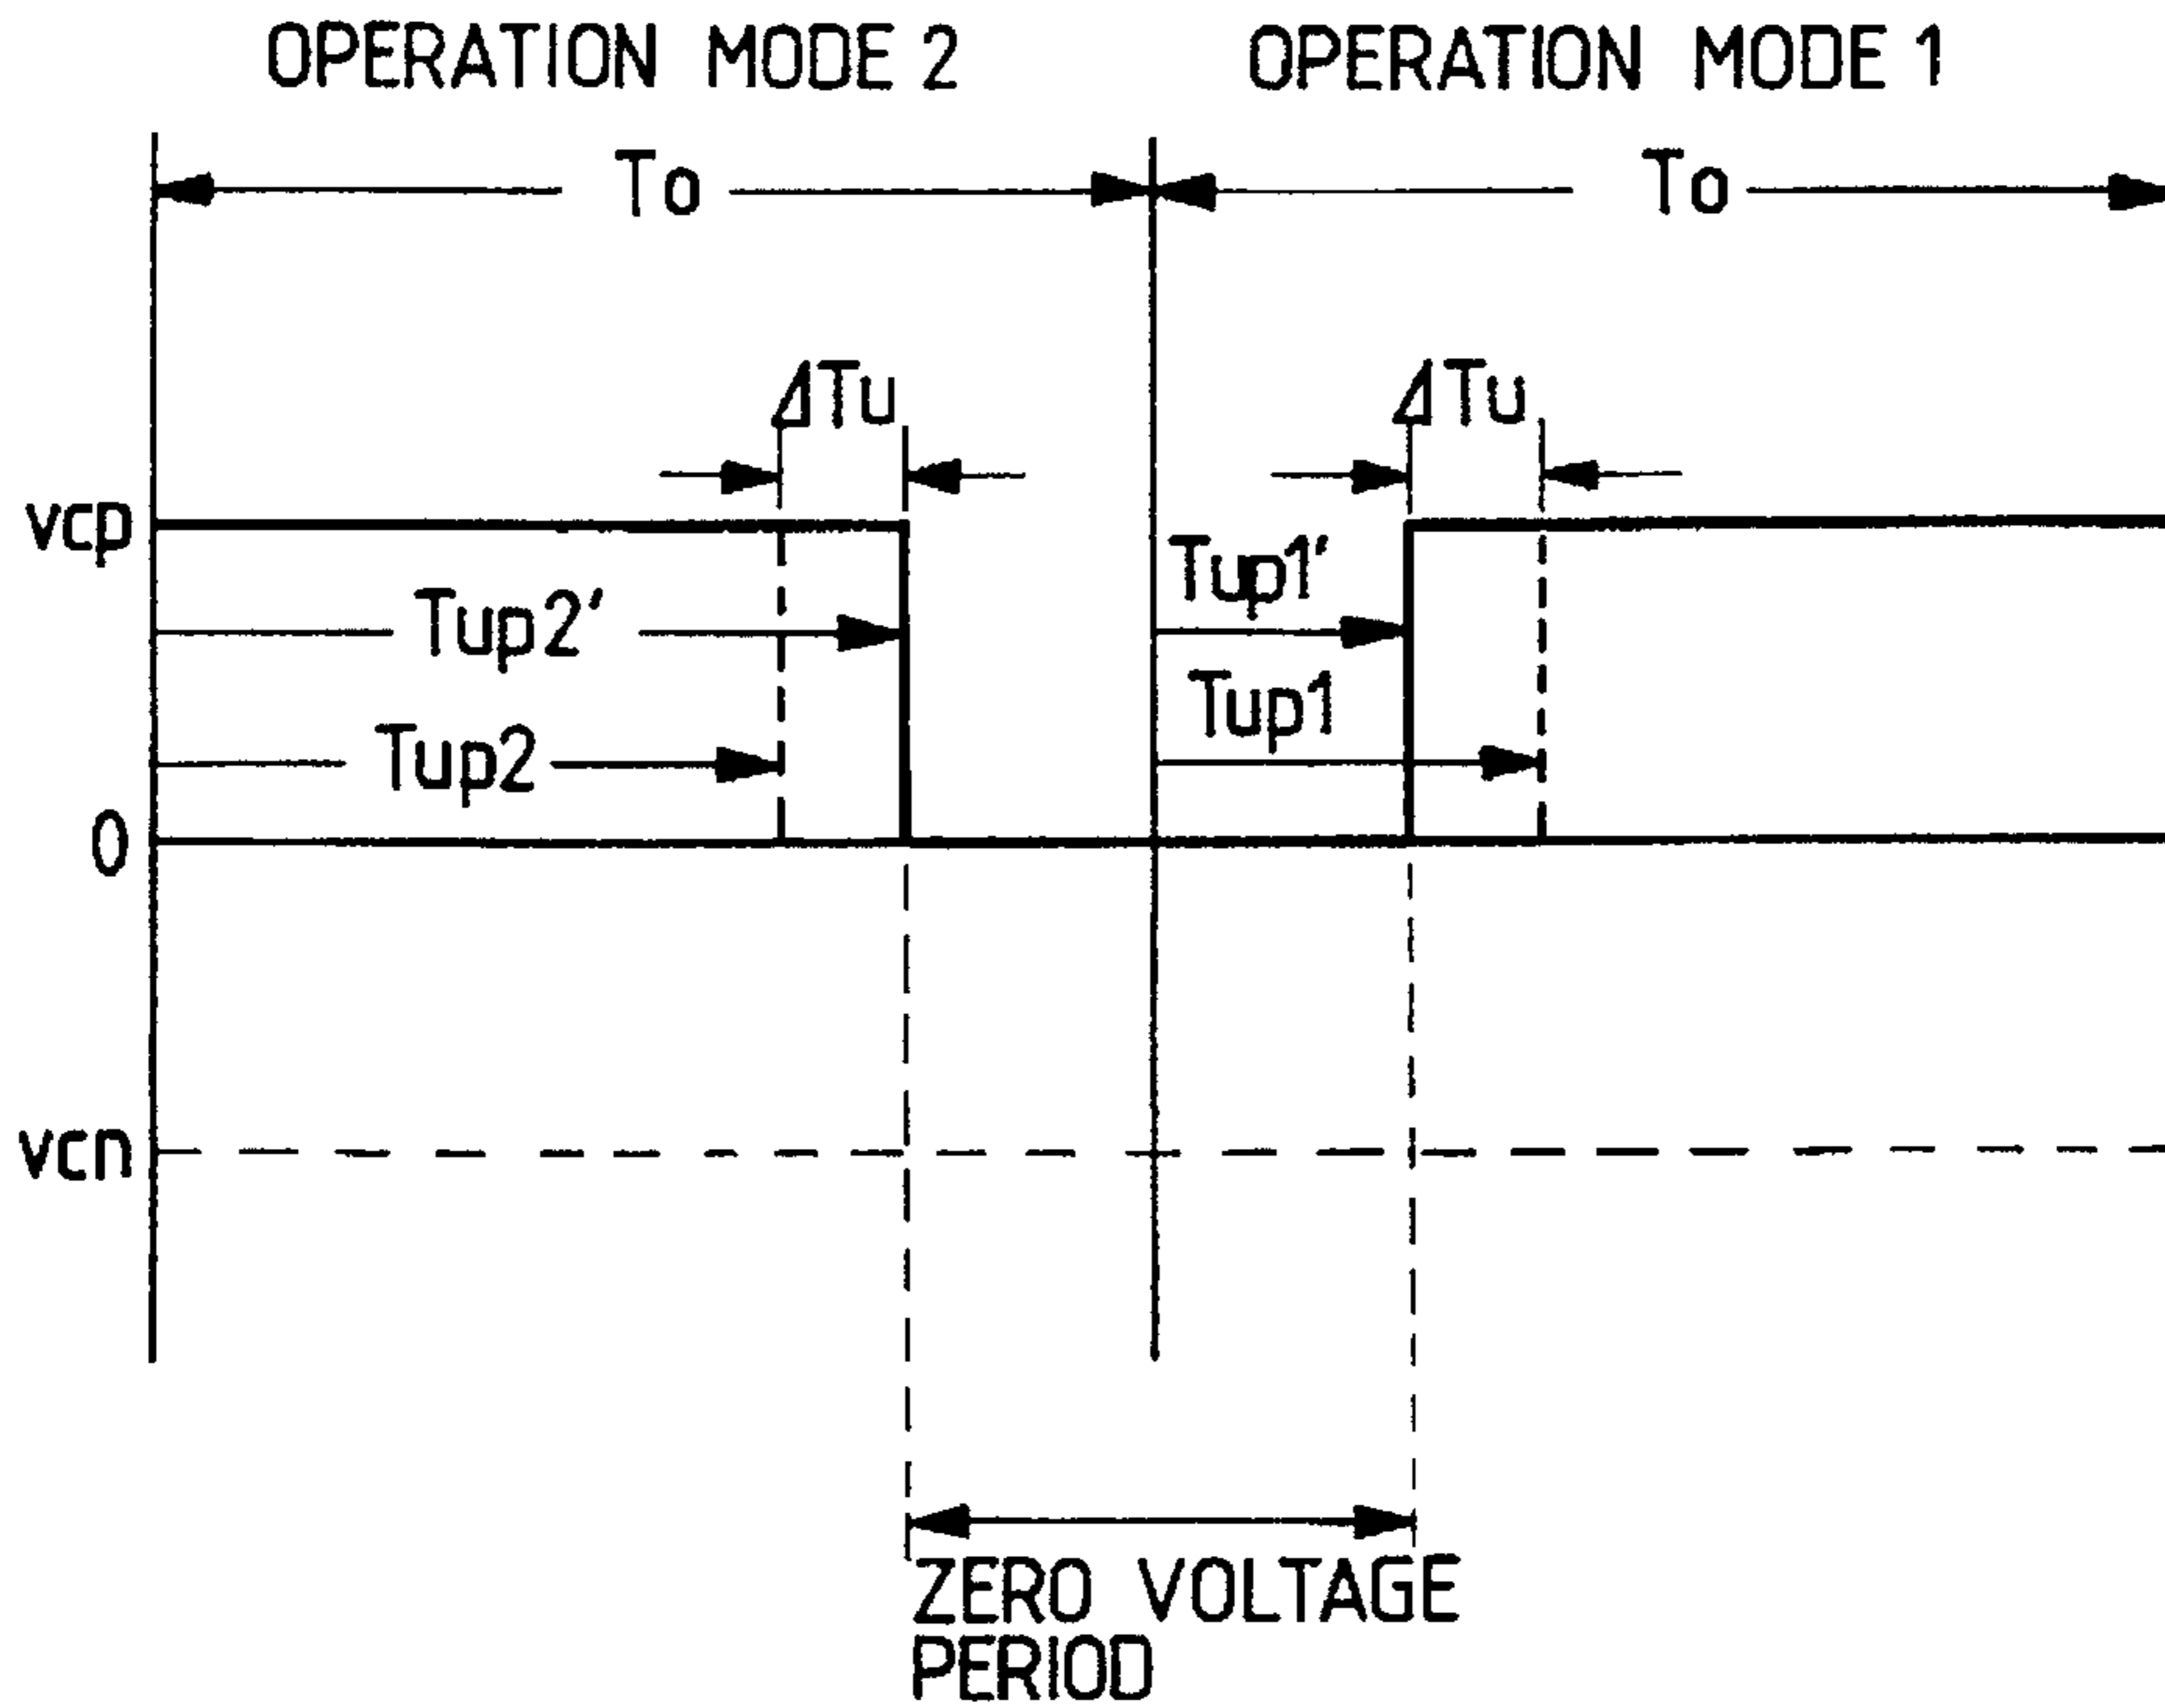 OPERATION MODE 2
OPERATION MODE 1
To
To
ΔTu
ΔTu
vcp
Tup1'
Tup2'
Tup1
Tup2
0
vcn
ZERO VOLTAGE
PERIOD